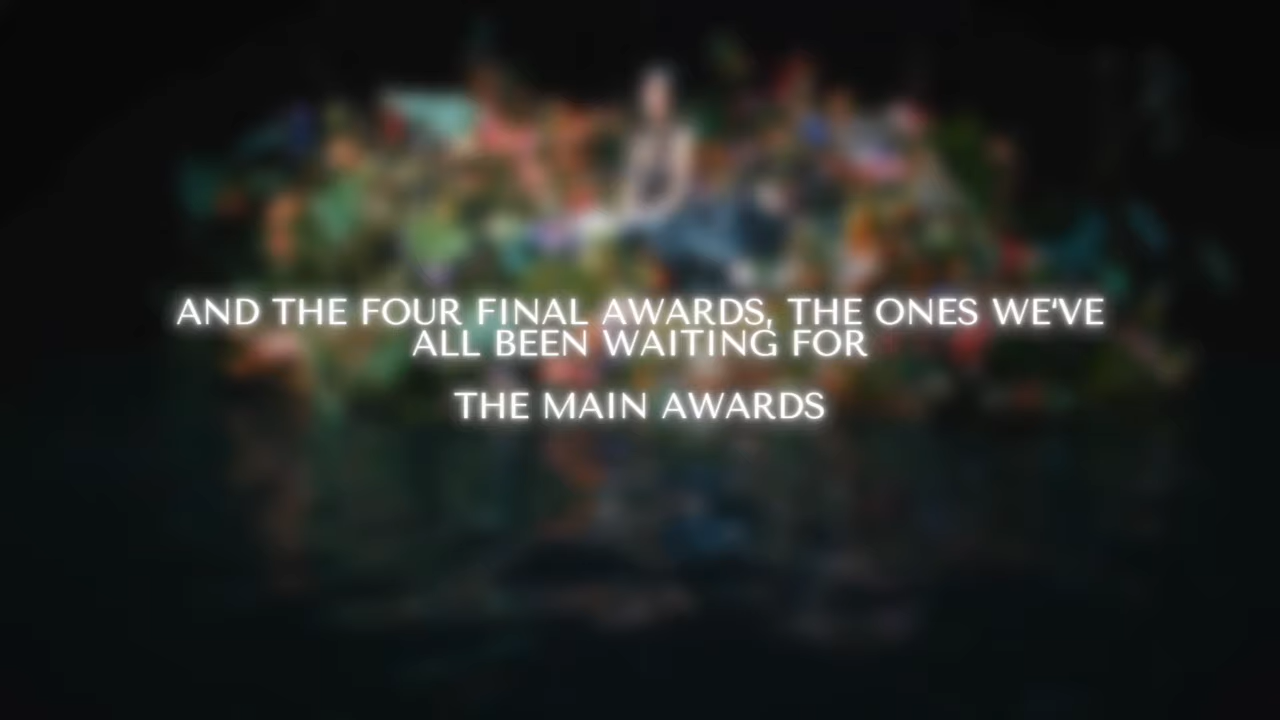 AND THE FOUR FINAL AWARDS, THE ONES WE'VE
ALL BEEN WAITING FOR
THE MAIN AWARDS